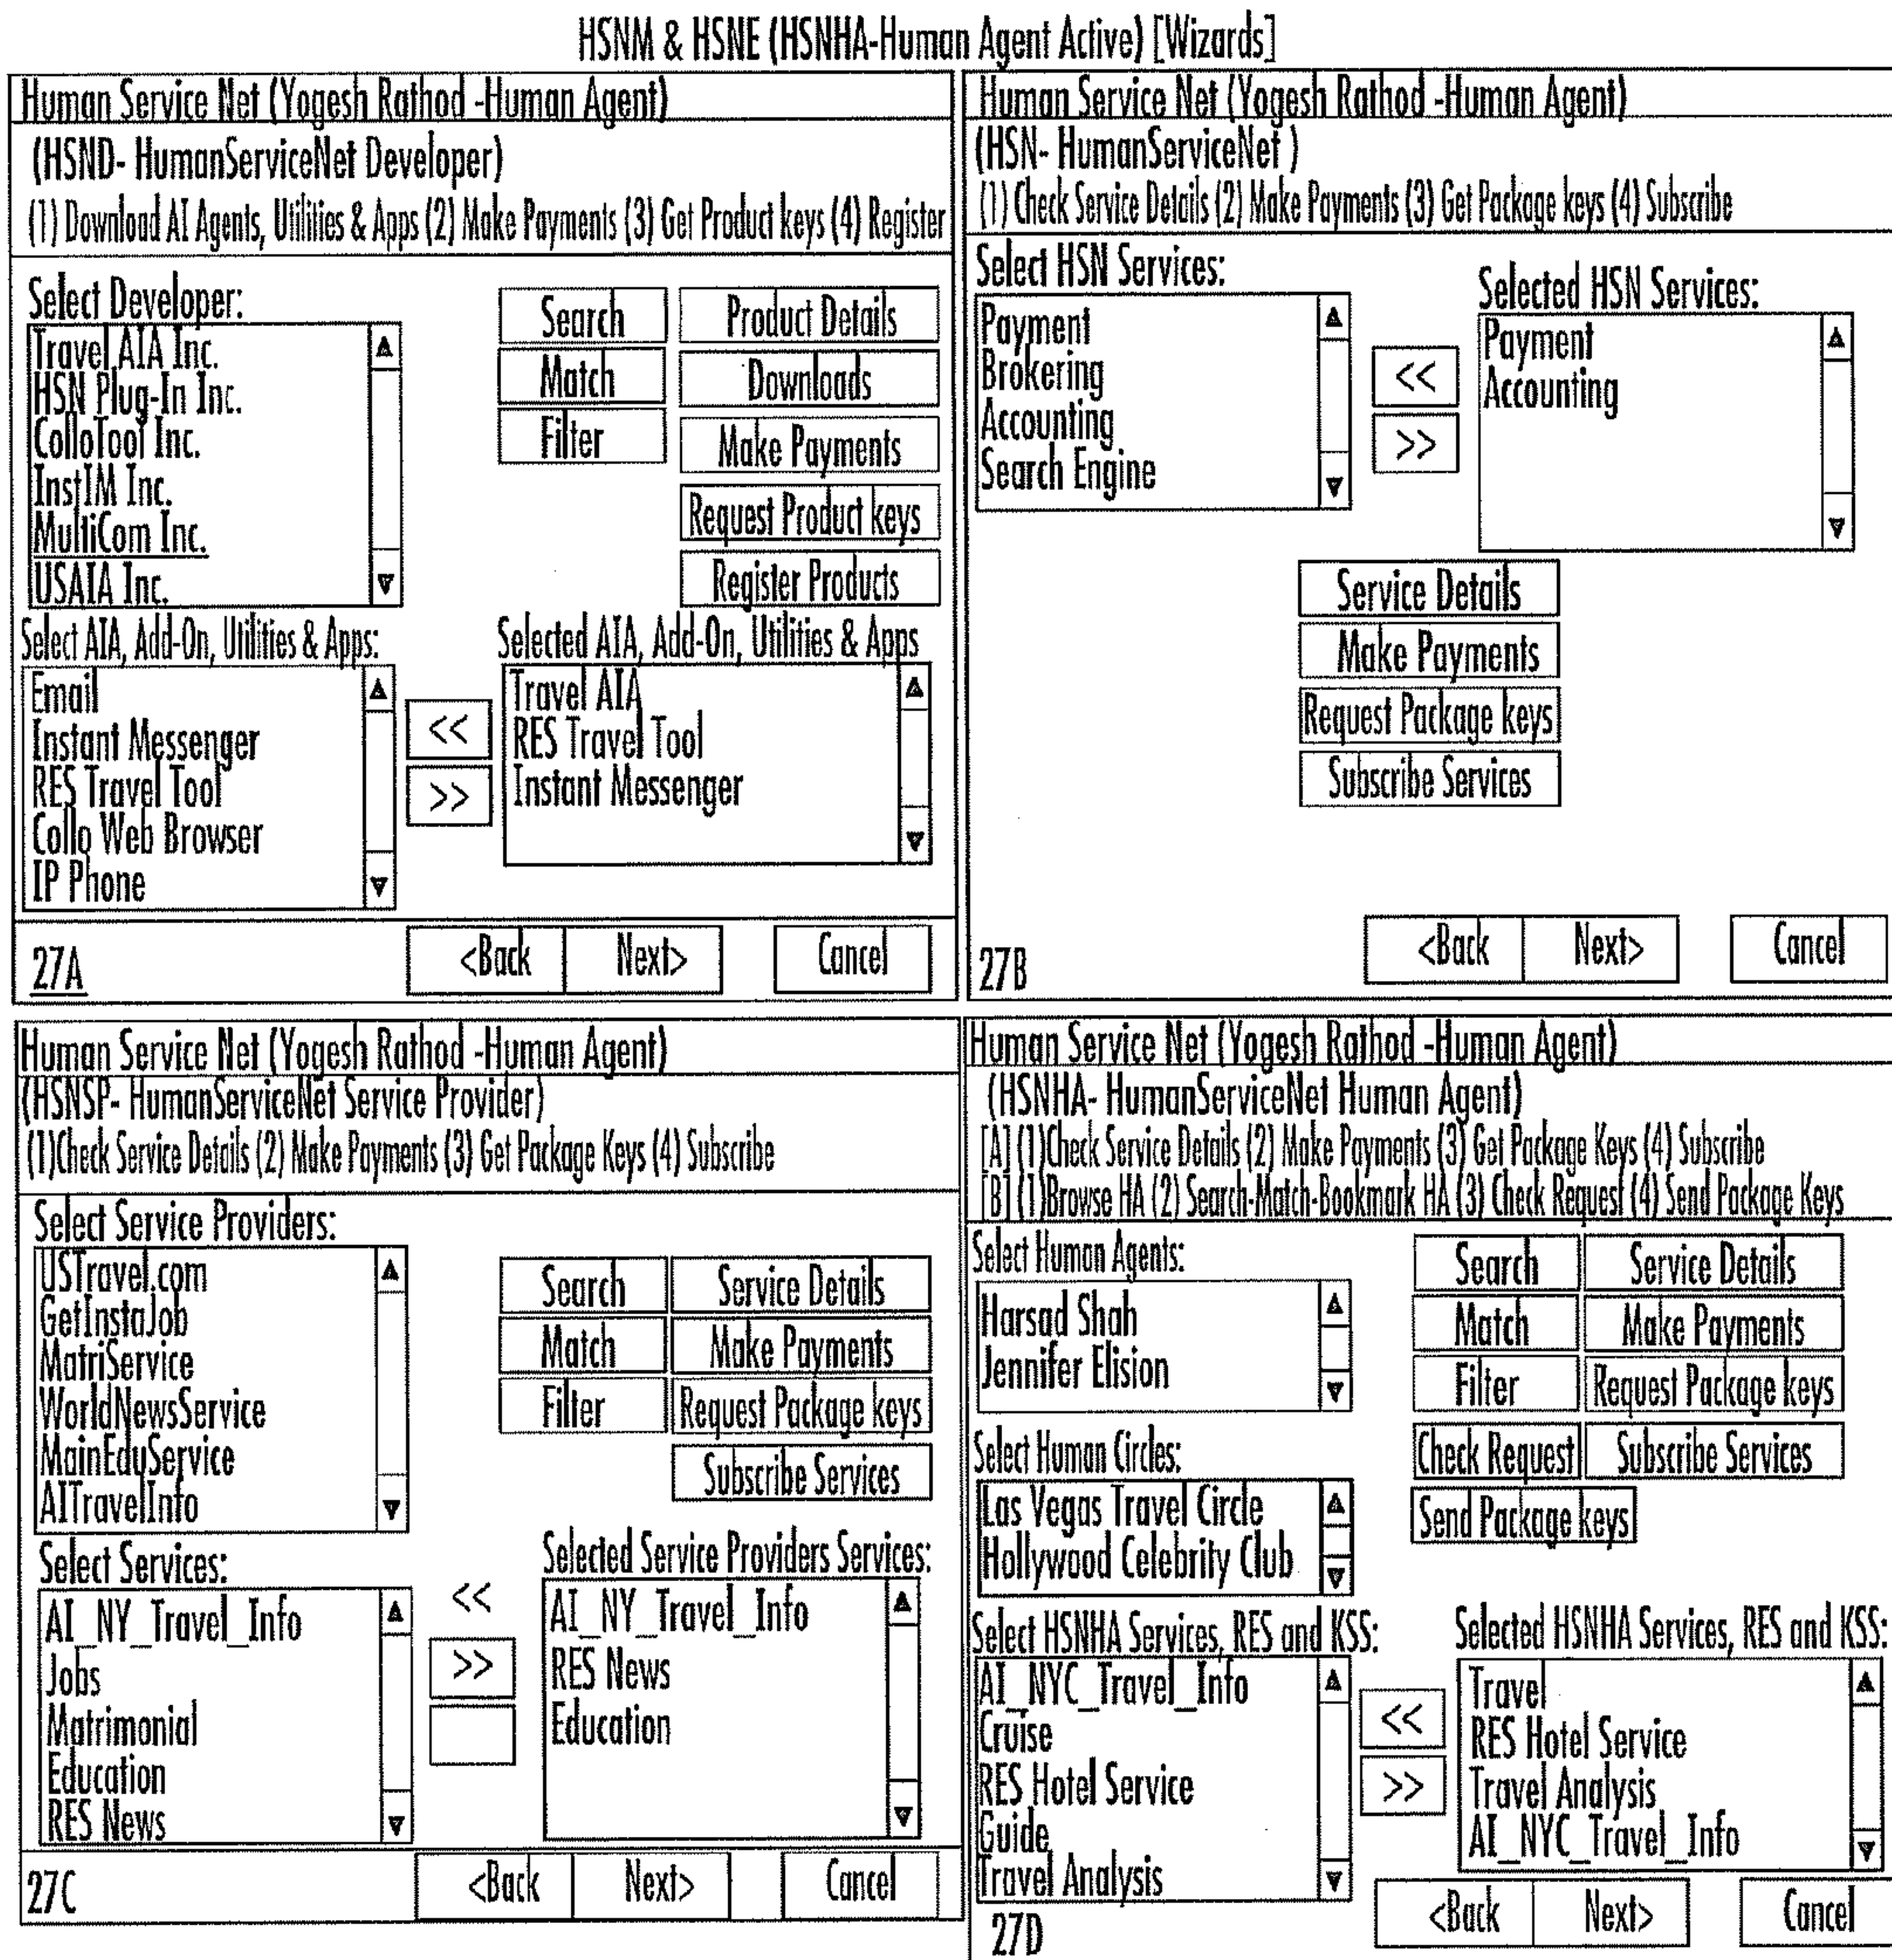 HSNM & HSNE (HSNHA-Human Agent Active) [Wizards]
Human Service Net (Yogesh Rathod -Human Agent)
(HSND- HumanServiceNet Developer)
(1) Download AI Agents, Utilities & Apps (2) Make Payments (3) Get Product keys (4) Register
Select Developer:
Travel AIA Inc.
HSN Plug-In Inc.
ColloTool Inc.
InstIM Inc.
MultiCom Inc.
USAIA Inc.
Search
Product Details
Match
Downloads
Filter
Make Payments
Request Product keys
Register Products
Select AIA, Add-On, Utilities & Apps:
Email
Instant Messenger
RES Travel Tool
Collo Web Browser
IP Phone
<<
>>
Selected AIA, Add-On, Utilities & Apps
Travel AIA
RES Travel Tool
Instant Messenger
27A
<Back
Next>
Cancel
Human Service Net (Yogesh Rathod -Human Agent)
(HSN- HumanServiceNet )
(1) Check Service Details (2) Make Payments (3) Get Package keys (4) Subscribe
Select HSN Services:
Payment
Brokering
Accounting
Search Engine
<<
>>
Selected HSN Services:
Payment
Accounting
Service Details
Make Payments
Request Package keys
Subscribe Services
27B
<Back
Next>
Cancel
Human Service Net (Yogesh Rathod -Human Agent)
(HSNSP- HumanServiceNet Service Provider)
(1)Check Service Details (2) Make Payments (3) Get Package Keys (4) Subscribe
Select Service Providers:
USTravel.com
GetInstaJob
MatriService
WorldNewsService
MainEduService
AITravelInfo
Search
Service Details
Match
Make Payments
Filter
Request Package keys
Subscribe Services
Select Services:
AI_NY_Travel_Info
Jobs
Matrimonial
Education
RES News
<<
>>
Selected Service Providers Services:
AI_NY_Travel_Info
RES News
Education
27C
<Back
Next>
Cancel
Human Service Net (Yogesh Rathod -Human Agent)
(HSNHA- HumanServiceNet Human Agent)
[A] (1)Check Service Details (2) Make Payments (3) Get Package Keys (4) Subscribe
[B] (1)Browse HA (2) Search-Match-Bookmark HA (3) Check Request (4) Send Package Keys
Select Human Agents:
Harsad Shah
Jennifer Elision
Search
Service Details
Match
Make Payments
Filter
Request Package keys
Check Request
Subscribe Services
Send Package keys
Select Human Circles:
Las Vegas Travel Circle
Hollywood Celebrity Club
Select HSNHA Services, RES and KSS:
AI_NYC_Travel_Info
Cruise
RES Hotel Service
Guide
Travel Analysis
<<
>>
Selected HSNHA Services, RES and KSS:
Travel
RES Hotel Service
Travel Analysis
AI_NYC_Travel_Info
27D
<Back
Next>
Cancel